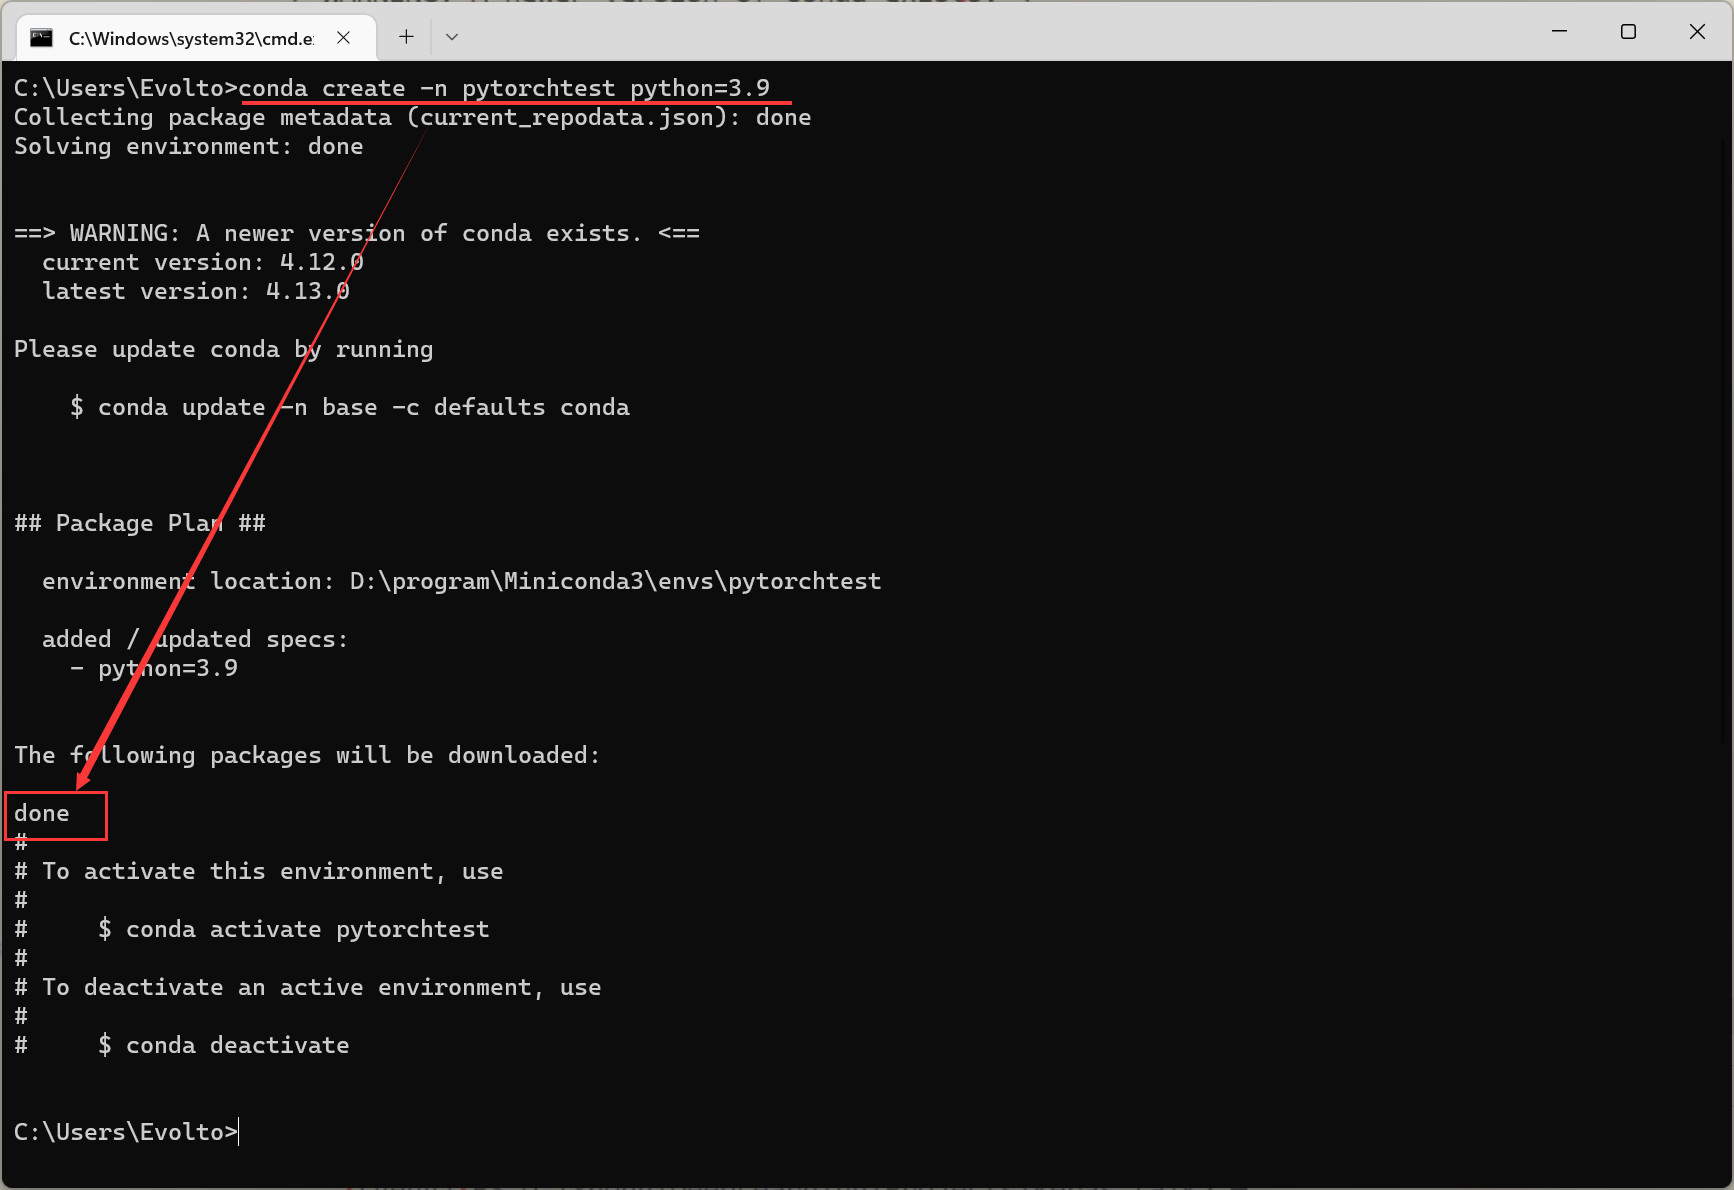 C:\Windows\system32\cmd.e
C:\Users\Evolto>conda create -n pytorchtest python=3.9
Collecting package metadata (current_repodata.json): done
Solving environment: done
==> WARNING: A newer version of conda exists. <==
current version: 4.12.0
latest version: 4.13.0
Please update conda by running
$ conda update -n base -c defaults conda
## Package Plan ##
environment location: D:\program\Miniconda3\envs\pytorchtest
added / updated specs:
- python=3.9
The following packages will be downloaded:
done
#
# To activate this environment, use
#
# $ conda activate pytorchtest
#
# To deactivate an active environment, use
#
# $ conda deactivate
C:\Users\Evolto>